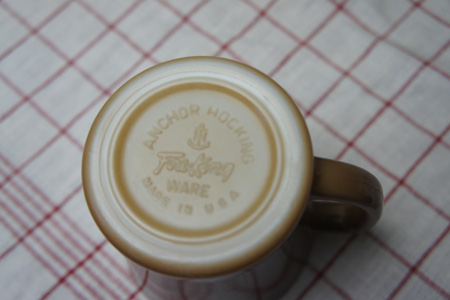 ANCHOR HOCKING
Fire-King
WARE
MADE IN U.S.A